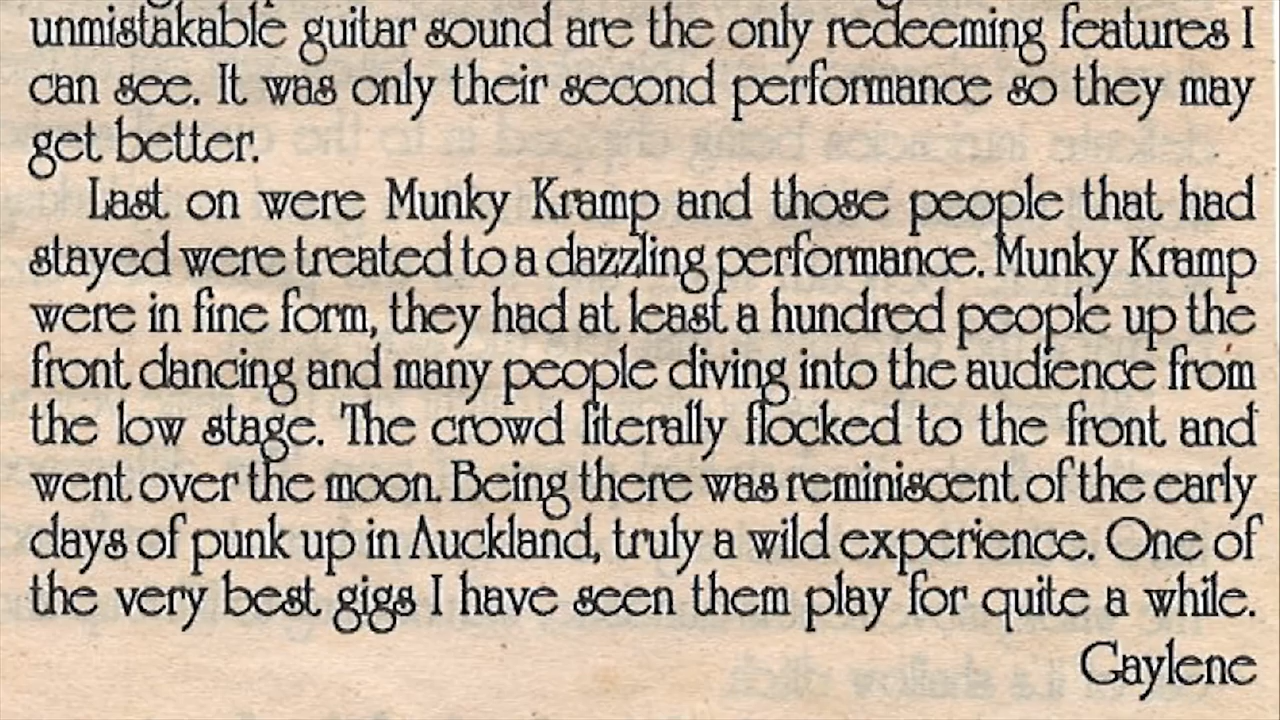 unmistakable guitar sound are the only redeeming features I
can see. It was only their second performance so they may
get better.
Last on were Munky Kramp and those people that had
stayed were treated to a dazzling performance. Munky Kramp
were in fine form, they had at least a hundred people up the
front dancing and many people diving into the audience from
the low stage. The crowd literally flocked to the front and
went over the moon. Being there was reminiscent of the early
days of punk up in Auckland, truly a wild experience. One of
the very best gigs I have seen them play for quite a while.
Gaylene